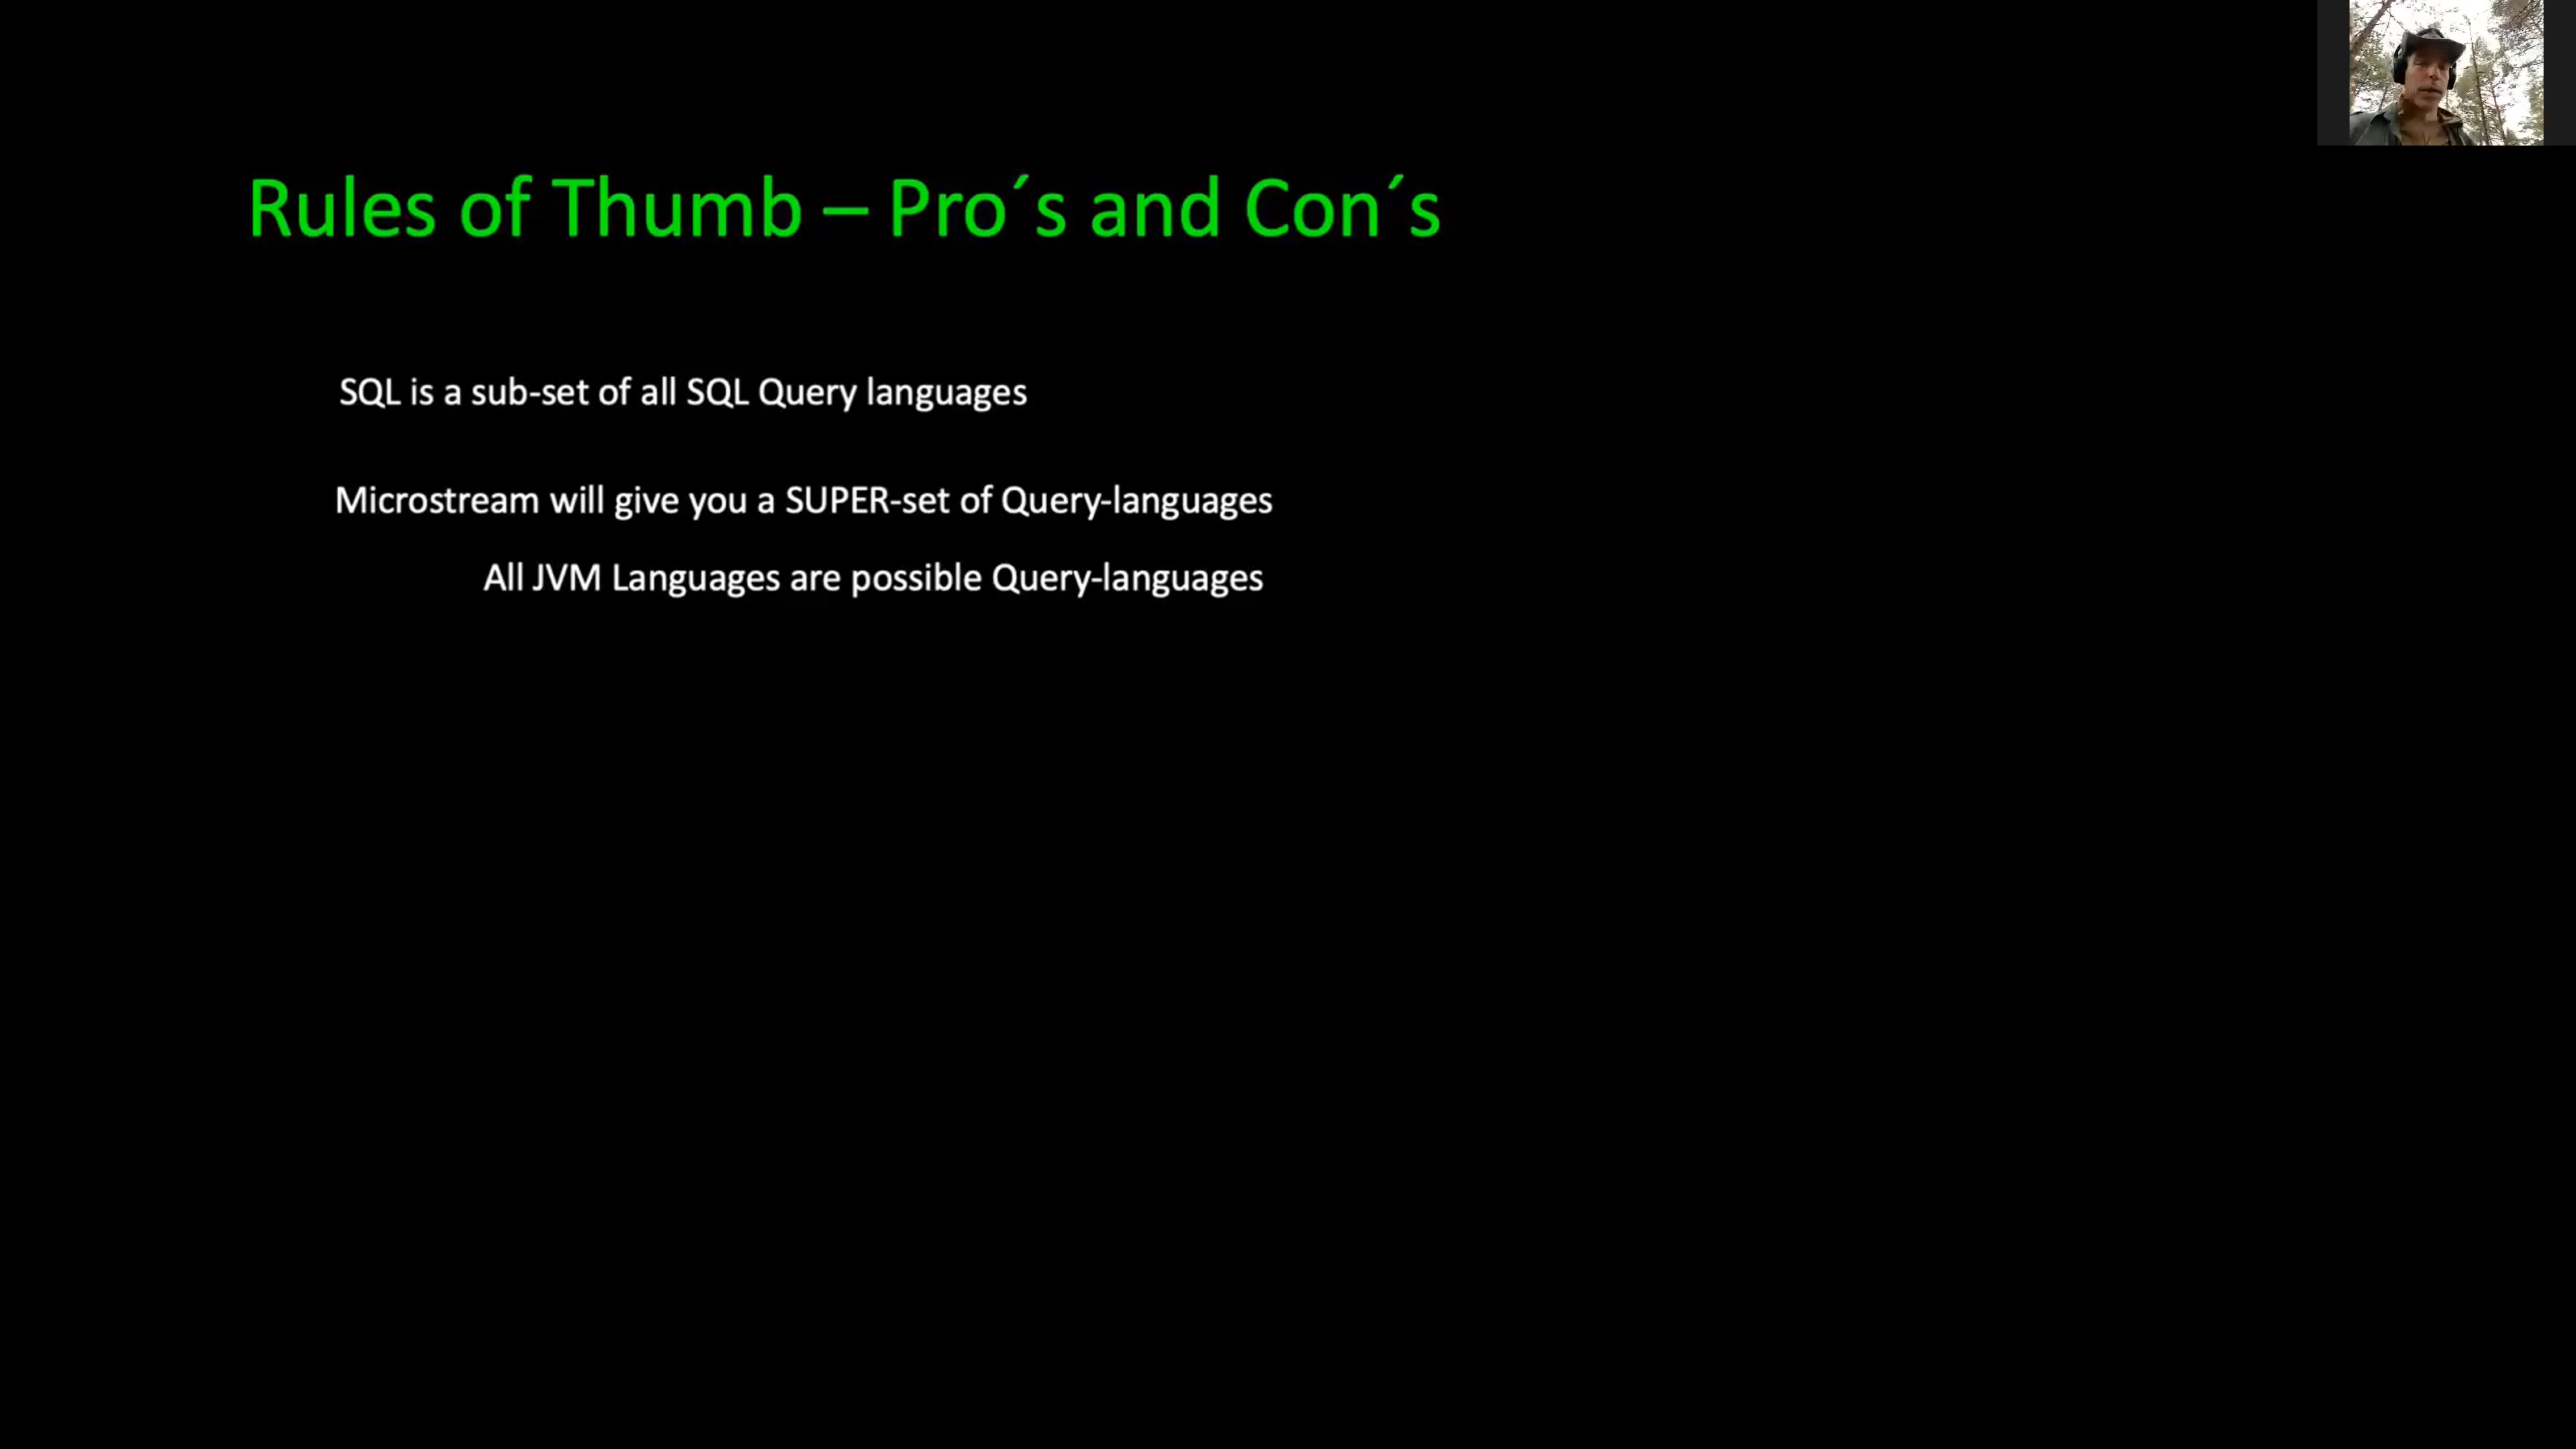 Rules of Thumb – Pro´s and Con´s
SQL is a sub-set of all SQL Query languages
Microstream will give you a SUPER-set of Query-languages
All JVM Languages are possible Query-languages